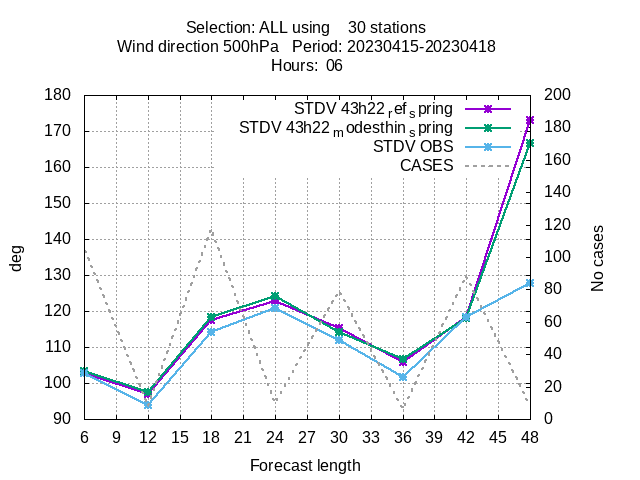 Selection: ALL using 30 stations
Wind direction 500hPa Period: 20230415-20230418
Hours: 06
180 200
STDV 43h22 ref spring
170 180
STDV 43h22 modesthin spring
STDV OBS
160 160
CASES
150 140
140 120
130 100
120 80
110 60
100 40
20
90 0
deg
No cases
6 9 12 15 18 21 24 27 30 33 36 39 42 45 48
Forecast length